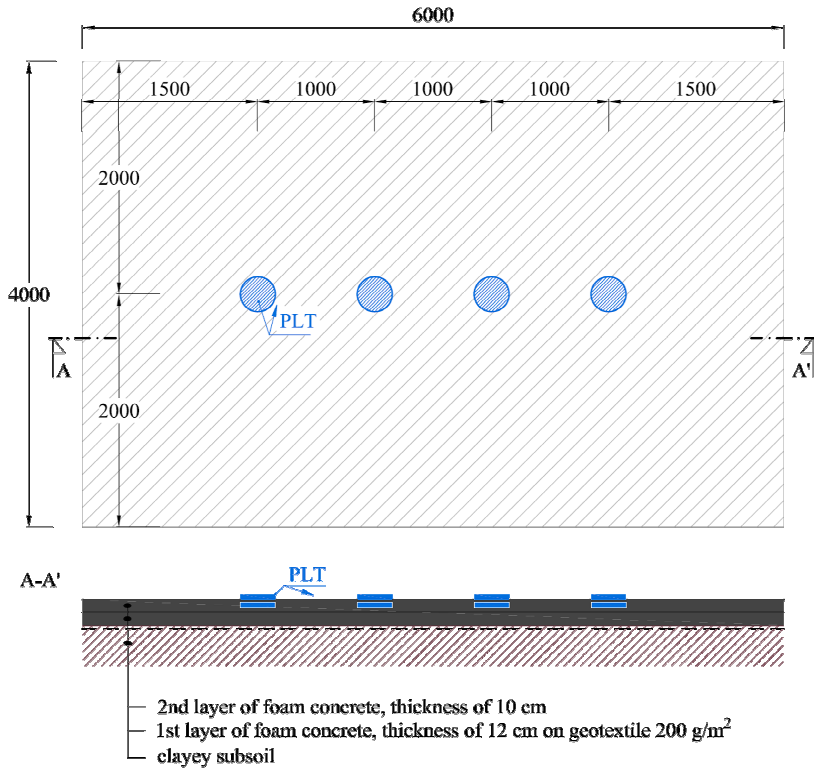 6000
1500 1000 1000 1000 1500
2000
4000
PLT
A A'
2000
A-A'
PLT
2nd layer of foam concrete, thickness of 10 cm
1st layer of foam concrete, thickness of 12 cm on geotextile 200 g/m²
clayey subsoil